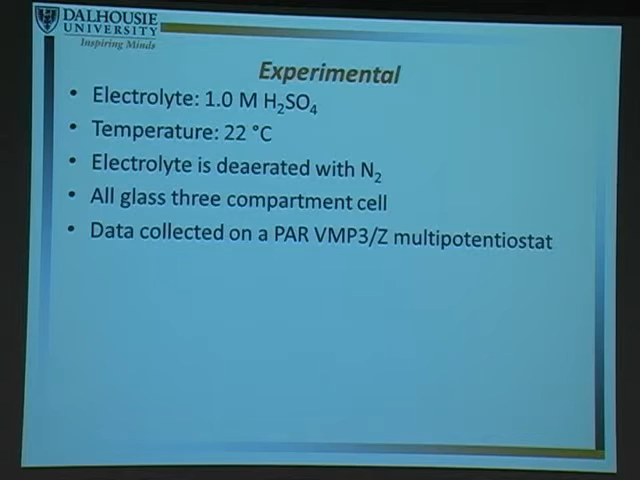 DALHOUSIE
UNIVERSITY
Inspiring Minds
Experimental
• Electrolyte: 1.0 M H₂SO₄
• Temperature: 22 °C
• Electrolyte is deaerated with N₂
• All glass three compartment cell
• Data collected on a PAR VMP3/Z multipotentiostat